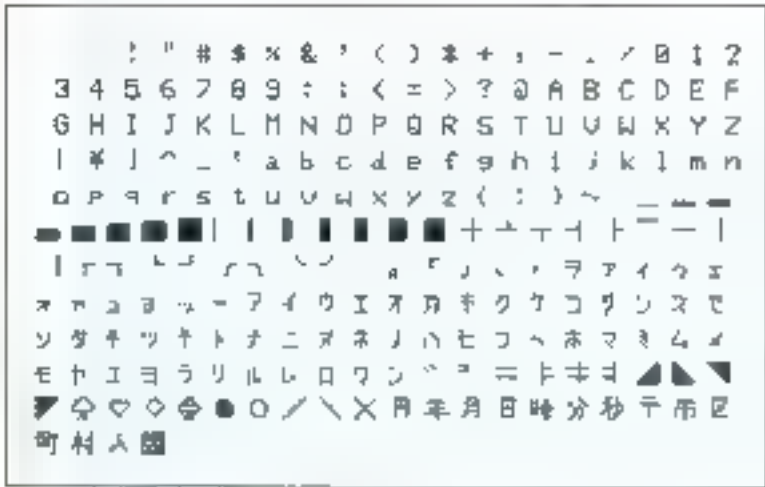 ! " # $ % & ' ( ) * + , - . / 0 1 2
3 4 5 6 7 8 9 : ; < = > ? @ A B C D E F
G H I J K L M N O P Q R S T U V W X Y Z
[ ¥ ] ^ _ ` a b c d e f g h i j k l m n
o p q r s t u v w x y z { ¦ } ~
。 「 」 、 ・ ヲ ァ ィ ゥ ェ
ォ ャ ュ ョ ッ ー ア イ ウ エ オ カ キ ク ケ コ サ シ ス セ
ソ タ チ ツ テ ト ナ ニ ヌ ネ ノ ハ ヒ フ ヘ ホ マ ミ ム メ
モ ヤ ユ ヨ ラ リ ル レ ロ ワ ン ゛ ゜
♠ ♥ ♦ ♣ ● ○ ╱ ╲ ╳ 円 年 月 日 時 分 秒 〒 市 区
町 村 人